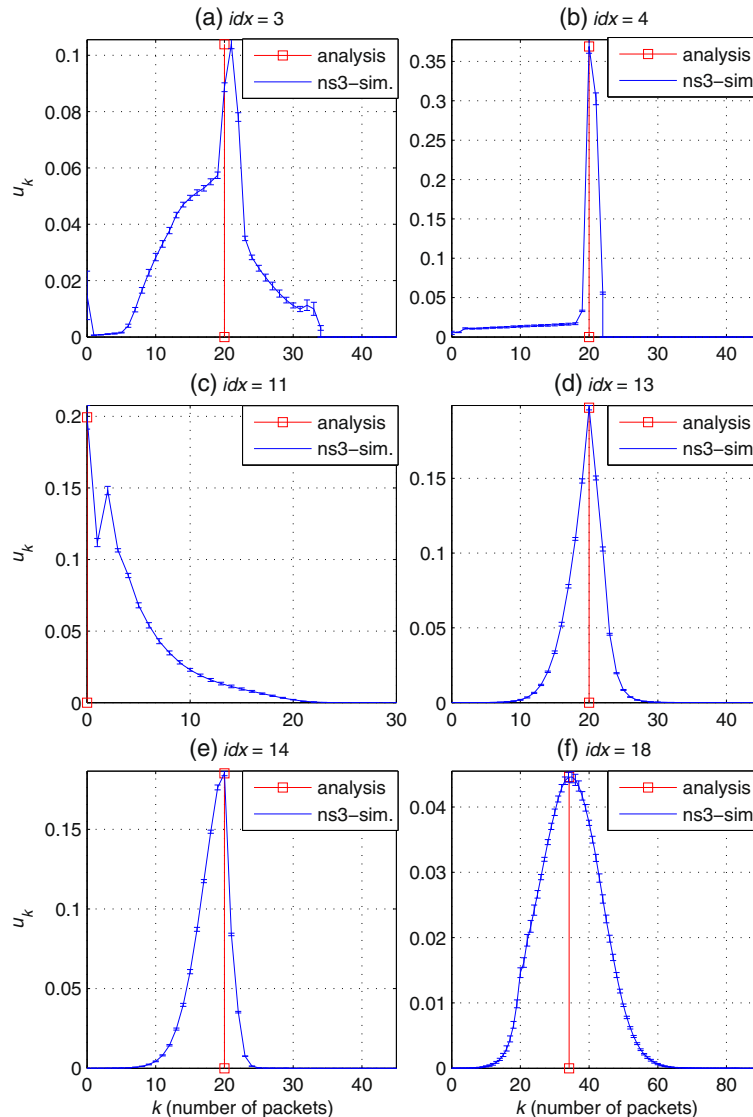 (a) idx = 3
0.1
0.08
0.06
0.04
0.02
0
u_k
0 10 20 30 40
analysis
ns3−sim.
(b) idx = 4
0.35
0.3
0.25
0.2
0.15
0.1
0.05
0
0 10 20 30 40
analysis
ns3−sim.
(c) idx = 11
0.2
0.15
0.1
0.05
0
u_k
0 10 20 30
analysis
ns3−sim.
(d) idx = 13
0.15
0.1
0.05
0
0 10 20 30 40
analysis
ns3−sim.
(e) idx = 14
0.15
0.1
0.05
0
u_k
0 10 20 30 40
k (number of packets)
analysis
ns3−sim.
(f) idx = 18
0.04
0.03
0.02
0.01
0
0 20 40 60 80
k (number of packets)
analysis
ns3−sim.